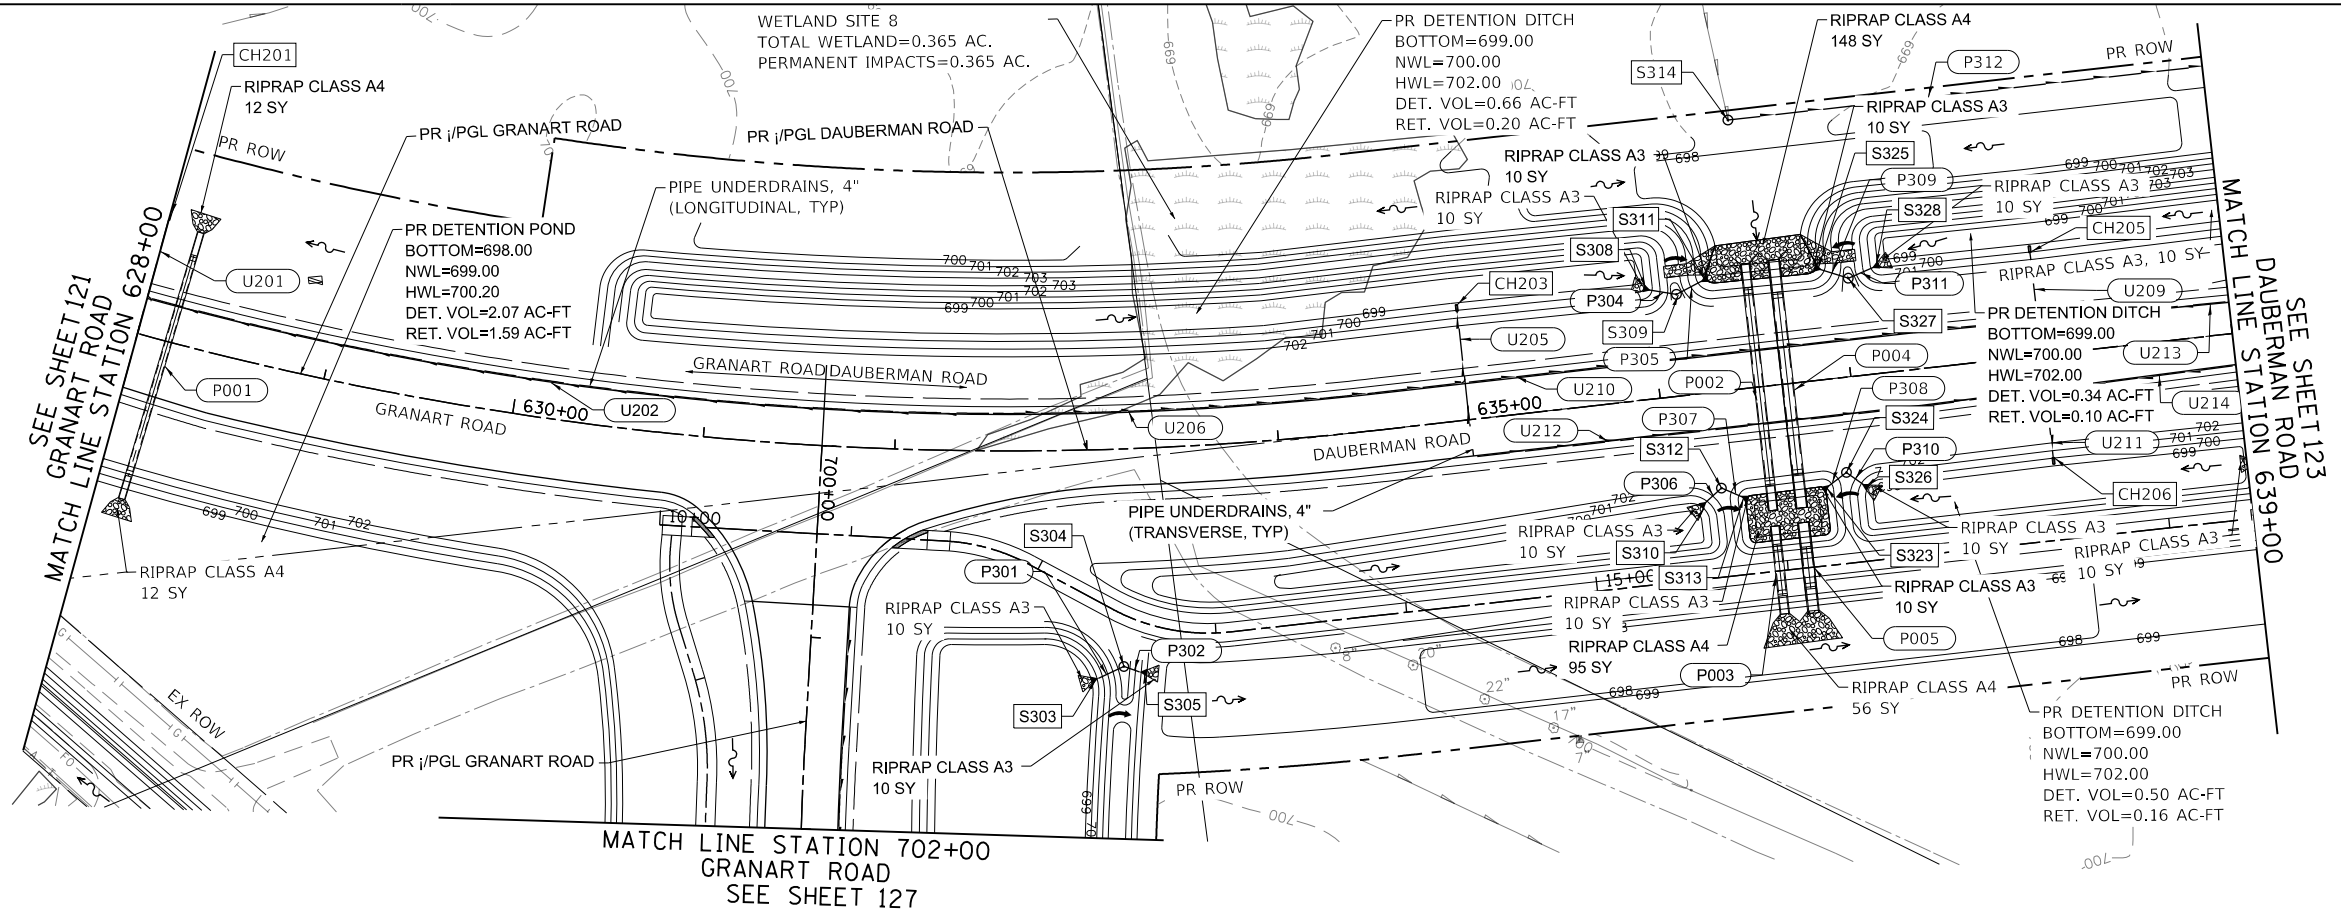 WETLAND SITE 8
TOTAL WETLAND=0.365 AC.
PERMANENT IMPACTS=0.365 AC.
PR DETENTION DITCH
BOTTOM=699.00
NWL=700.00
HWL=702.00
DET. VOL=0.66 AC-FT
RET. VOL=0.20 AC-FT
RIPRAP CLASS A4
148 SY
P312
PR ROW
S314
CH201
RIPRAP CLASS A4
12 SY
PR ROW
PR ¡/PGL GRANART ROAD
PR ¡/PGL DAUBERMAN ROAD
RIPRAP CLASS A3
10 SY
S325
P309
RIPRAP CLASS A3
10 SY
RIPRAP CLASS A3
10 SY
RIPRAP CLASS A3
10 SY
S328
CH205
RIPRAP CLASS A3, 10 SY
S311
S308
PIPE UNDERDRAINS, 4"
(LONGITUDINAL, TYP)
PR DETENTION POND
BOTTOM=698.00
NWL=699.00
HWL=700.20
DET. VOL=2.07 AC-FT
RET. VOL=1.59 AC-FT
U201
CH203
P304
P311
U209
S309
S327
PR DETENTION DITCH
BOTTOM=699.00
NWL=700.00
HWL=702.00
DET. VOL=0.34 AC-FT
RET. VOL=0.10 AC-FT
U205
P305
P004
U213
U214
P001
GRANART ROAD
DAUBERMAN ROAD
U210
P002
P308
GRANART ROAD
630+00
U202
U206
635+00
P307
S324
U212
U211
DAUBERMAN ROAD
S312
P310
S326
CH206
P306
700+00
10+00
PIPE UNDERDRAINS, 4"
(TRANSVERSE, TYP)
RIPRAP CLASS A3
10 SY
S310
RIPRAP CLASS A3
10 SY
S323
RIPRAP CLASS A3
10 SY
S304
P301
15+00
S313
RIPRAP CLASS A3
10 SY
RIPRAP CLASS A4
12 SY
RIPRAP CLASS A3
10 SY
RIPRAP CLASS A3
10 SY
RIPRAP CLASS A4
95 SY
P005
P302
P003
RIPRAP CLASS A4
56 SY
PR ROW
8"
20"
22"
17"
7"
S303
S305
EX ROW
PR ¡/PGL GRANART ROAD
RIPRAP CLASS A3
10 SY
PR ROW
PR DETENTION DITCH
BOTTOM=699.00
NWL=700.00
HWL=702.00
DET. VOL=0.50 AC-FT
RET. VOL=0.16 AC-FT
SEE SHEET 121
GRANART ROAD
MATCH LINE STATION 628+00
MATCH LINE STATION 639+00
DAUBERMAN ROAD
SEE SHEET 123
MATCH LINE STATION 702+00
GRANART ROAD
SEE SHEET 127